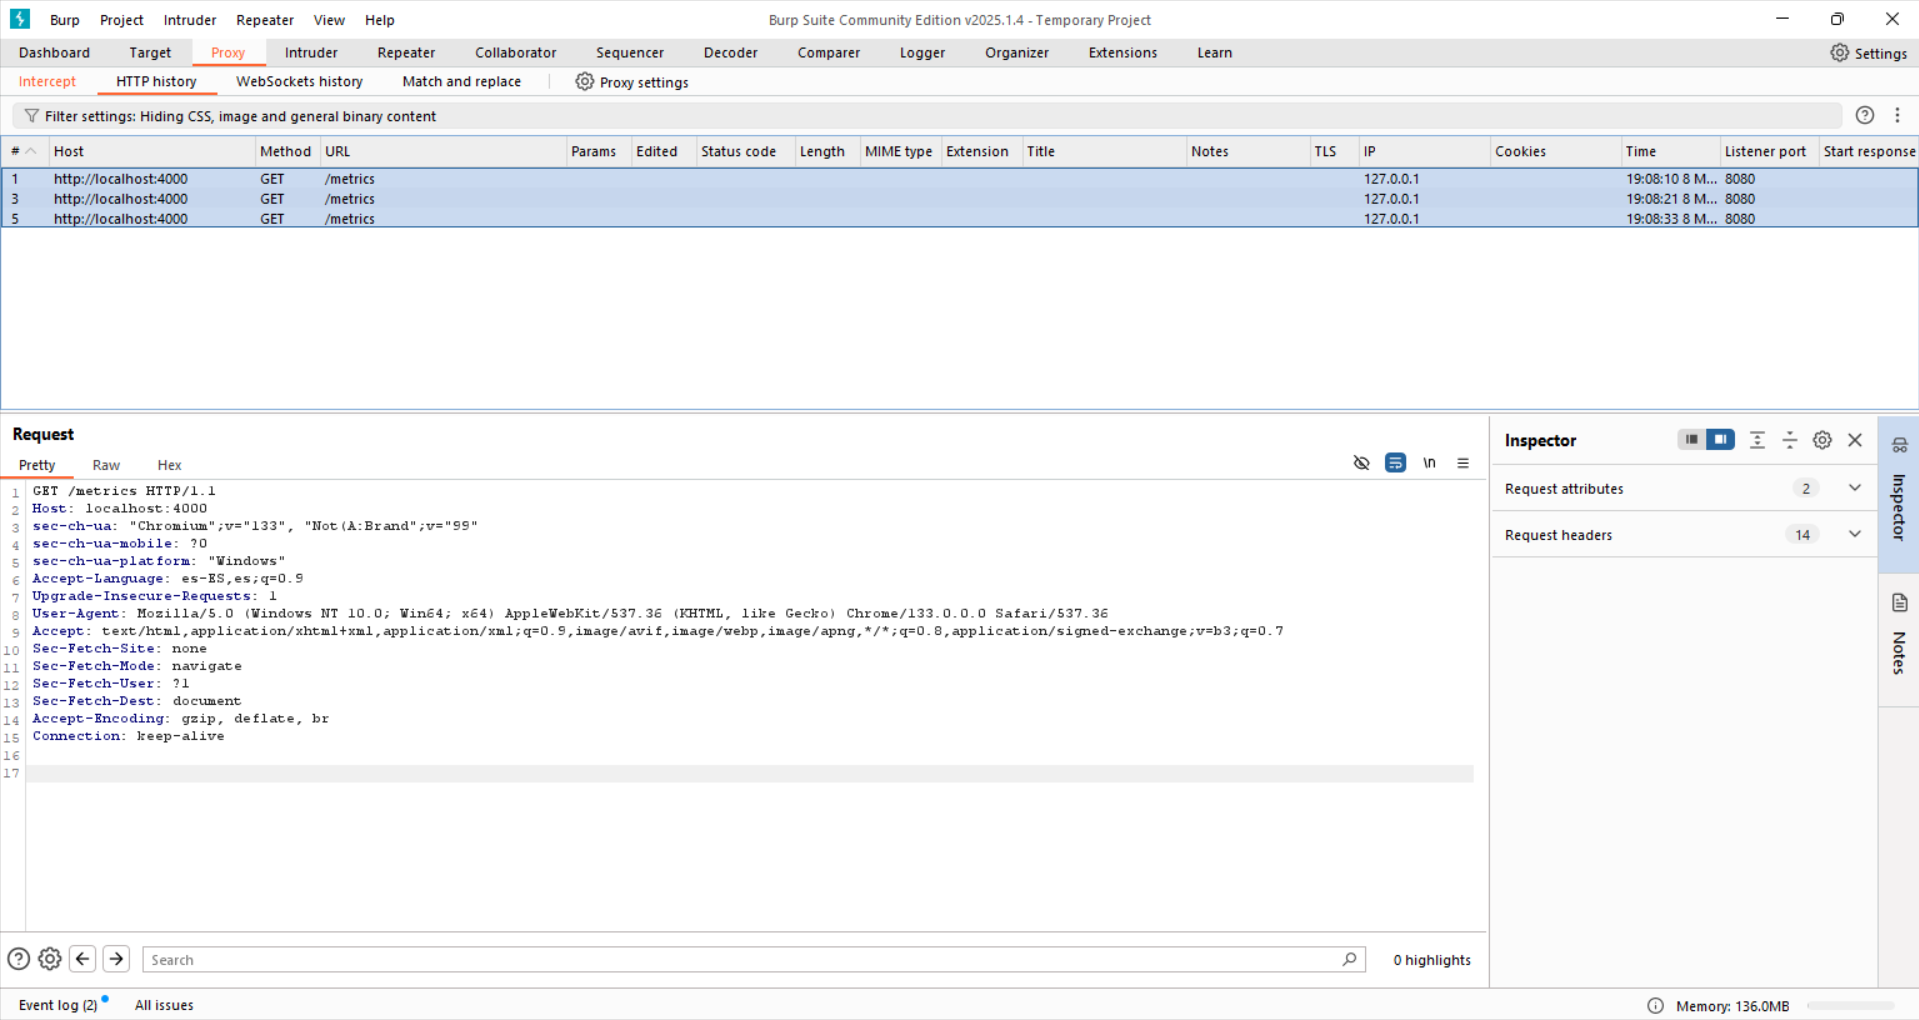 Burp Project Intruder Repeater View Help Burp Suite Community Edition v2025.1.4 - Temporary Project
Dashboard Target Proxy Intruder Repeater Collaborator Sequencer Decoder Comparer Logger Organizer Extensions Learn Settings
Intercept HTTP history WebSockets history Match and replace Proxy settings
Filter settings: Hiding CSS, image and general binary content
# Host Method URL Params Edited Status code Length MIME type Extension Title Notes TLS IP Cookies Time Listener port Start response
1 http://localhost:4000 GET /metrics 127.0.0.1 19:08:10 8 M... 8080
3 http://localhost:4000 GET /metrics 127.0.0.1 19:08:21 8 M... 8080
5 http://localhost:4000 GET /metrics 127.0.0.1 19:08:33 8 M... 8080
Request
Pretty Raw Hex \n
1 GET /metrics HTTP/1.1
2 Host: localhost:4000
3 sec-ch-ua: "Chromium";v="133", "Not(A:Brand";v="99"
4 sec-ch-ua-mobile: ?0
5 sec-ch-ua-platform: "Windows"
6 Accept-Language: es-ES,es;q=0.9
7 Upgrade-Insecure-Requests: 1
8 User-Agent: Mozilla/5.0 (Windows NT 10.0; Win64; x64) AppleWebKit/537.36 (KHTML, like Gecko) Chrome/133.0.0.0 Safari/537.36
9 Accept: text/html,application/xhtml+xml,application/xml;q=0.9,image/avif,image/webp,image/apng,*/*;q=0.8,application/signed-exchange;v=b3;q=0.7
10 Sec-Fetch-Site: none
11 Sec-Fetch-Mode: navigate
12 Sec-Fetch-User: ?1
13 Sec-Fetch-Dest: document
14 Accept-Encoding: gzip, deflate, br
15 Connection: keep-alive
16
17
Inspector
Request attributes 2
Request headers 14
Inspector
Notes
Search 0 highlights
Event log (2) All issues Memory: 136.0MB